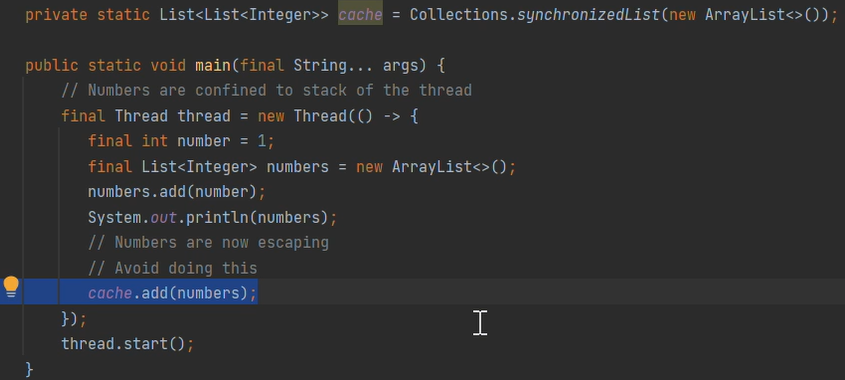 private static List<List<Integer>> cache = Collections.synchronizedList(new ArrayList<>());
public static void main(final String... args) {
// Numbers are confined to stack of the thread
final Thread thread = new Thread(() -> {
final int number = 1;
final List<Integer> numbers = new ArrayList<>();
numbers.add(number);
System.out.println(numbers);
// Numbers are now escaping
// Avoid doing this
cache.add(numbers);
});
thread.start();
}